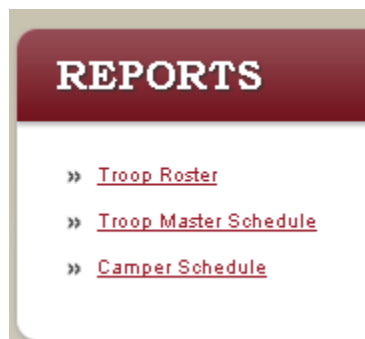 REPORTS
» Troop Roster
» Troop Master Schedule
» Camper Schedule